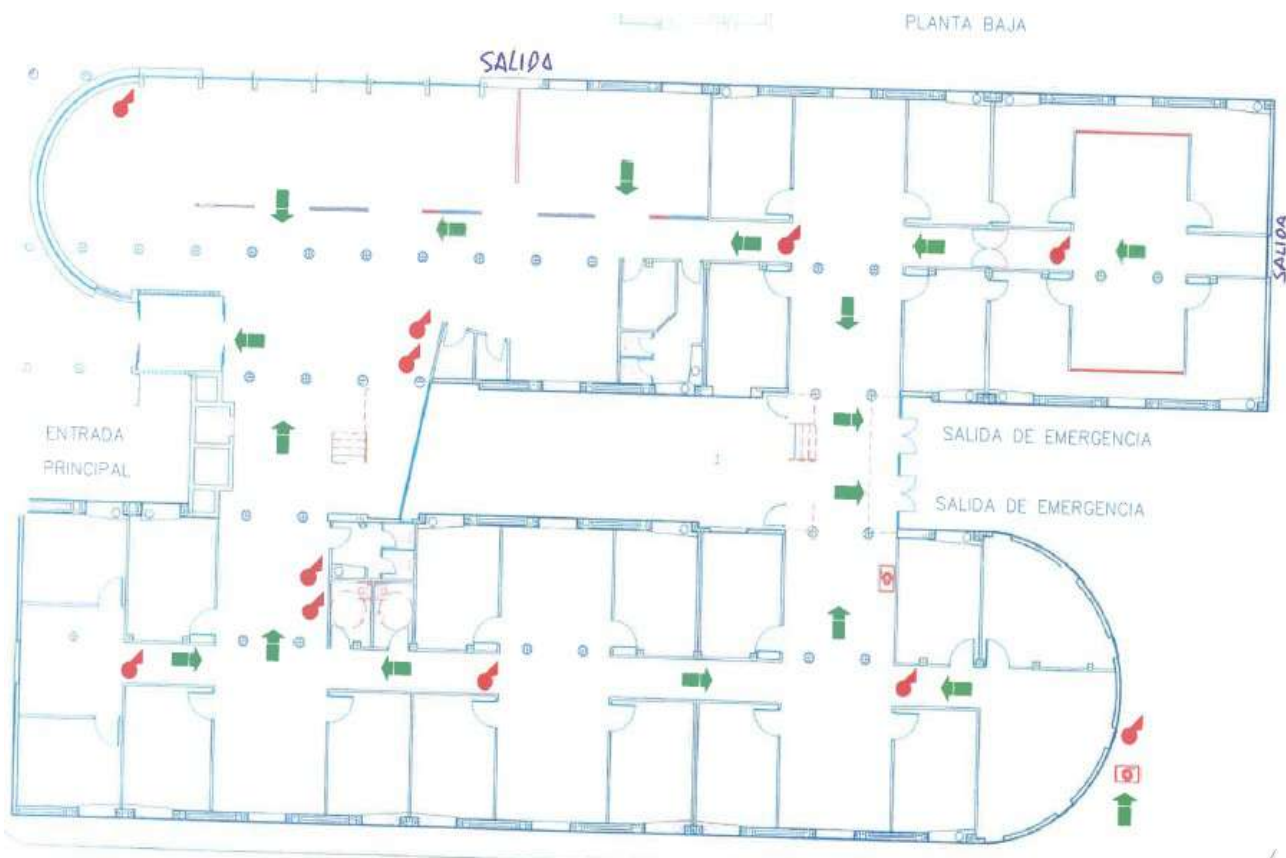 PLANTA BAJA
SALIDA
SALIDA
ENTRADA
PRINCIPAL
SALIDA DE EMERGENCIA
SALIDA DE EMERGENCIA